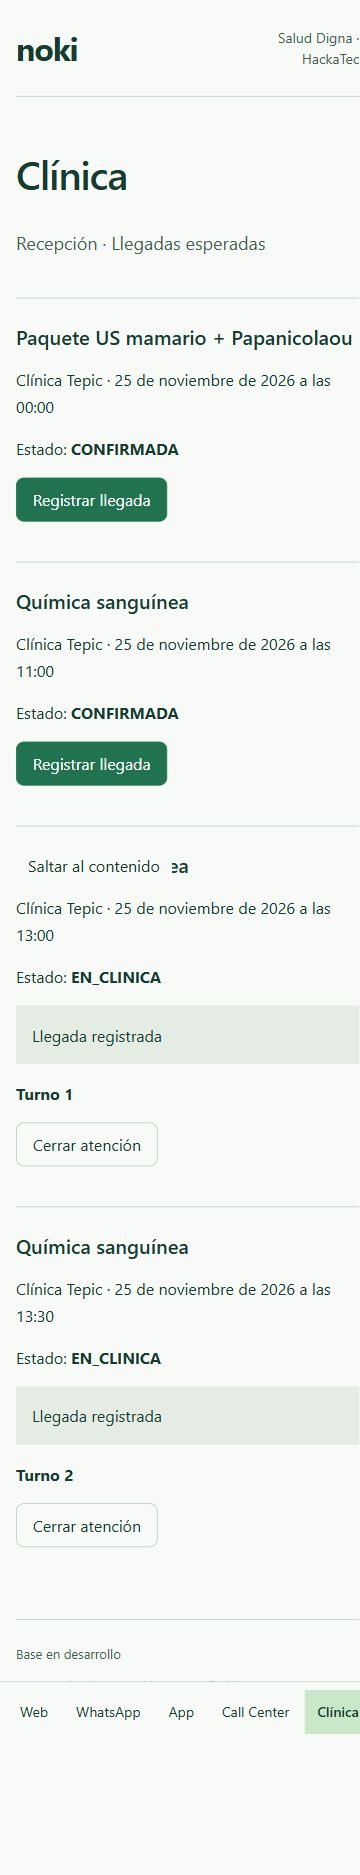 noki
Salud Digna ·
HackaTec
Clínica
Recepción · Llegadas esperadas
Paquete US mamario + Papanicolaou
Clínica Tepic · 25 de noviembre de 2026 a las
00:00
Estado: CONFIRMADA
Registrar llegada
Química sanguínea
Clínica Tepic · 25 de noviembre de 2026 a las
11:00
Estado: CONFIRMADA
Registrar llegada
Saltar al contenido ea
Clínica Tepic · 25 de noviembre de 2026 a las
13:00
Estado: EN_CLINICA
Llegada registrada
Turno 1
Cerrar atención
Química sanguínea
Clínica Tepic · 25 de noviembre de 2026 a las
13:30
Estado: EN_CLINICA
Llegada registrada
Turno 2
Cerrar atención
Base en desarrollo
Web WhatsApp App Call Center Clínica